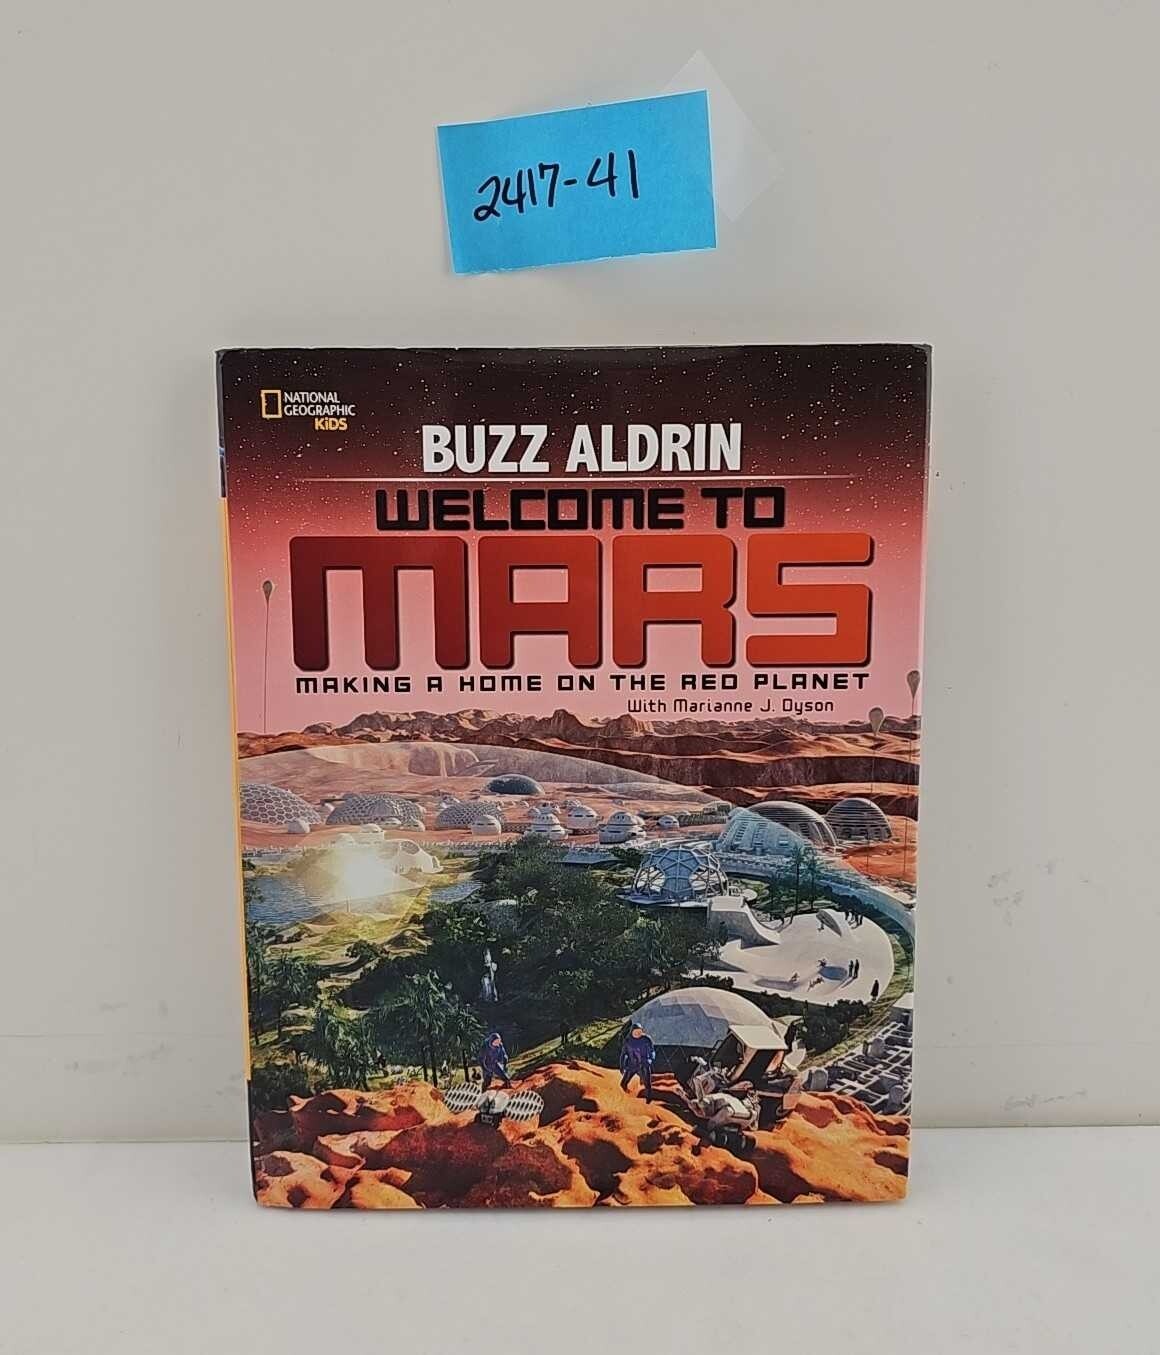 2417-41
NATIONAL
GEOGRAPHIC
KiDS
BUZZ ALDRIN
WELCOME TO
MARS
MAKING A HOME ON THE RED PLANET
With Marianne J. Dyson